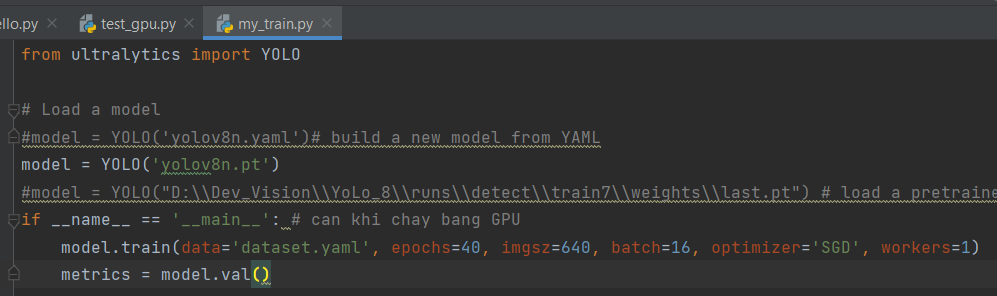 ello.py × test_gpu.py × my_train.py ×
from ultralytics import YOLO
# Load a model
#model = YOLO('yolov8n.yaml')# build a new model from YAML
model = YOLO('yolov8n.pt')
#model = YOLO("D:\\Dev_Vision\\YoLo_8\\runs\\detect\\train7\\weights\\last.pt") # load a pretraine
if __name__ == '__main__': # can khi chay bang GPU
model.train(data='dataset.yaml', epochs=40, imgsz=640, batch=16, optimizer='SGD', workers=1)
metrics = model.val()